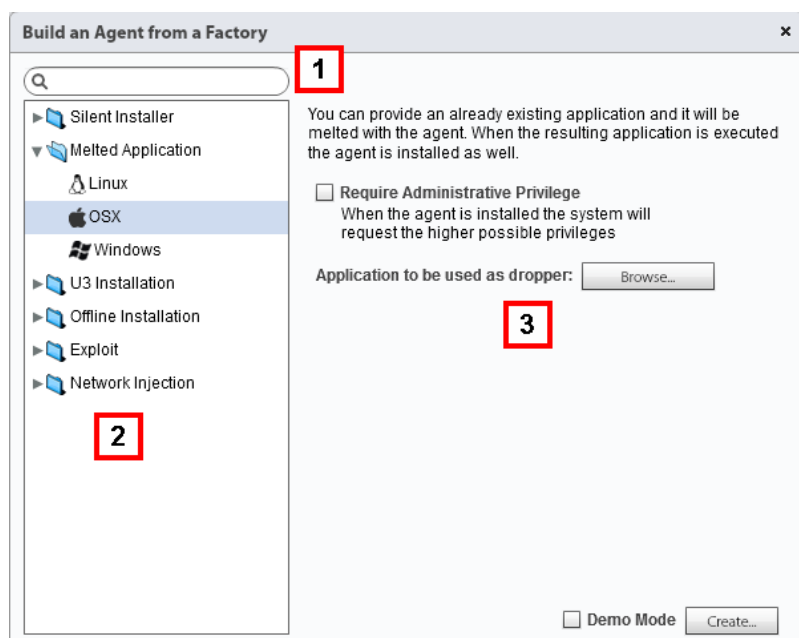 Build an Agent from a Factory
1
Silent Installer
Melted Application
Linux
OSX
Windows
U3 Installation
Offline Installation
Exploit
Network Injection
2
You can provide an already existing application and it will be
melted with the agent. When the resulting application is executed
the agent is installed as well.
Require Administrative Privilege
When the agent is installed the system will
request the higher possible privileges
Application to be used as dropper: Browse...
3
Demo Mode Create...